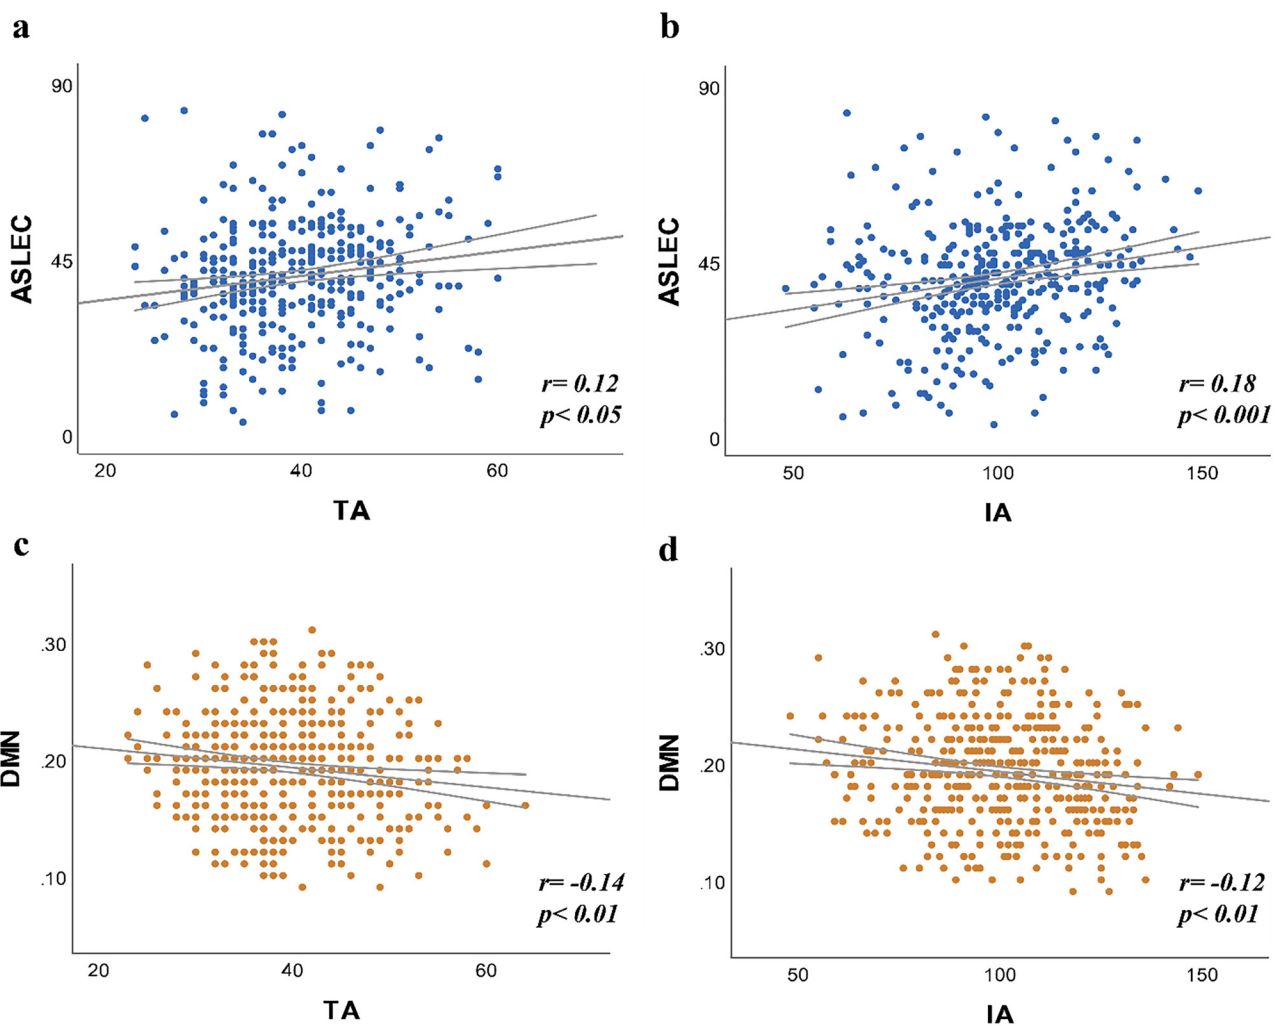 a
90
45
0
ASLEC
20 40 60
TA
r= 0.12
p< 0.05
b
90
45
0
ASLEC
50 100 150
IA
r= 0.18
p< 0.001
c
.30
.20
.10
DMN
20 40 60
TA
r= -0.14
p< 0.01
d
.30
.20
.10
DMN
50 100 150
IA
r= -0.12
p< 0.01